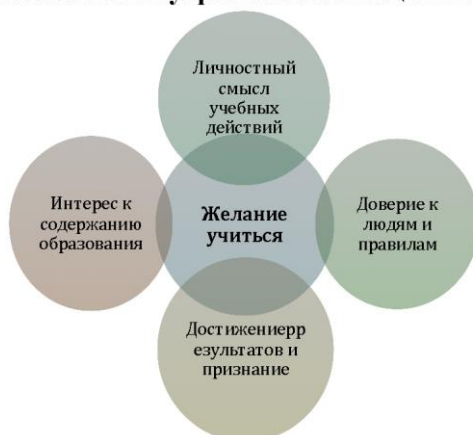 Личностный
смысл
учебных
действий
Интерес к
содержанию
образования
Желание
учиться
Доверие к
людям и
правилам
Достижениерр
езультатов и
признание